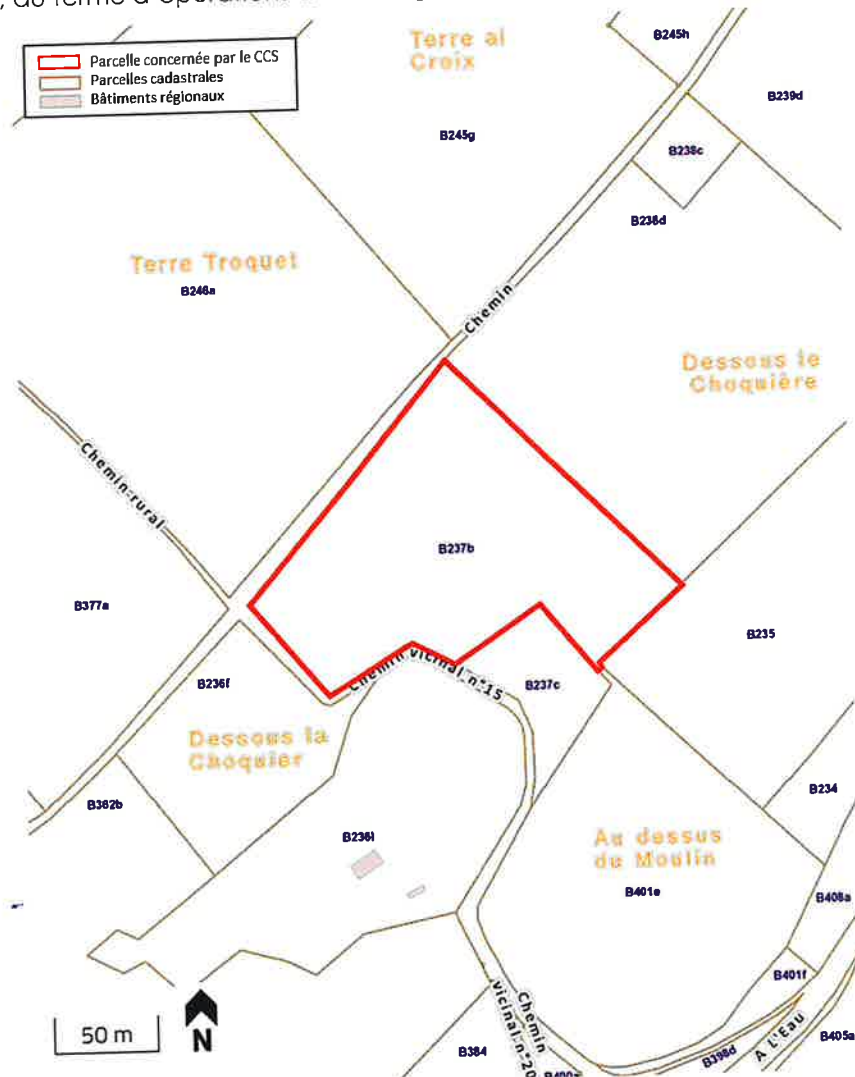 Parcelle concernée par le CCS
Parcelles cadastrales
Bâtiments régionaux
Terre al
Croix
B245h
B239d
B245g
B238c
B238d
Terre Troquet
B246a
Chemin
Dessous le
Choquière
Chemin-rural
B237b
B377a
B235
B236f
Chemin vicinal n°15
B237c
Dessous la
Choquier
B382b
B234
Au dessus
du Moulin
B401e
B408a
B401f
50 m
N
Chemin
vicinal n°20
B384
B398d
A L'Eau
B405a